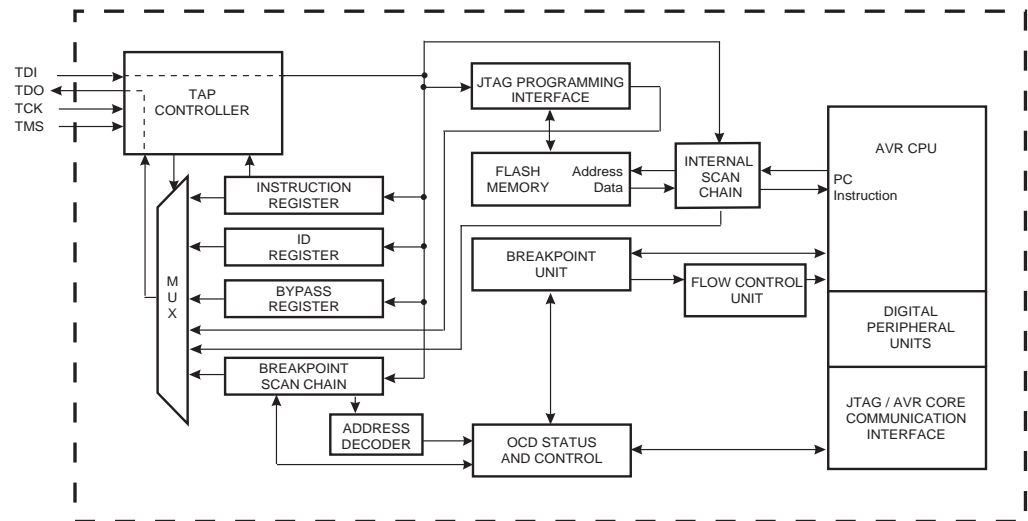 TDI
TDO
TCK
TMS
TAP
CONTROLLER
JTAG PROGRAMMING
INTERFACE
FLASH
MEMORY
Address
Data
INTERNAL
SCAN
CHAIN
AVR CPU
PC
Instruction
INSTRUCTION
REGISTER
ID
REGISTER
BYPASS
REGISTER
M
U
X
BREAKPOINT
UNIT
FLOW CONTROL
UNIT
DIGITAL
PERIPHERAL
UNITS
BREAKPOINT
SCAN CHAIN
ADDRESS
DECODER
OCD STATUS
AND CONTROL
JTAG / AVR CORE
COMMUNICATION
INTERFACE